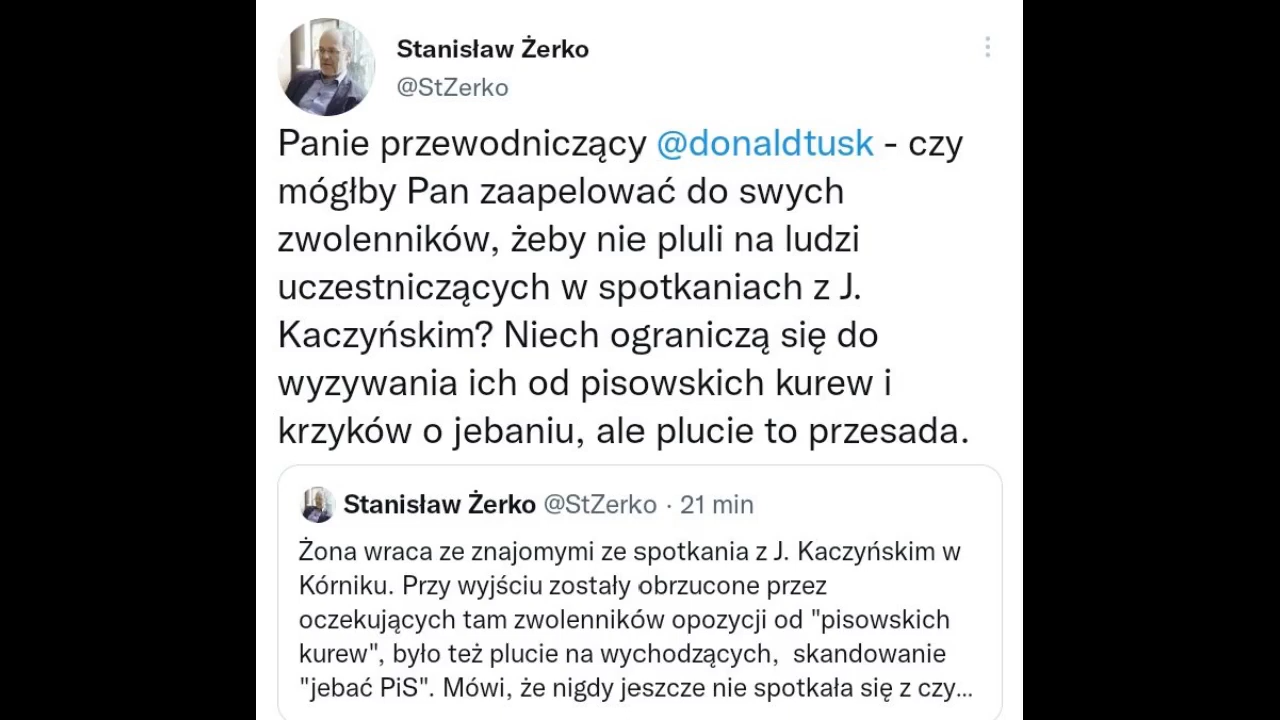 Stanisław Żerko
@StZerko
Panie przewodniczący @donaldtusk - czy
mógłby Pan zaapelować do swych
zwolenników, żeby nie pluli na ludzi
uczestniczących w spotkaniach z J.
Kaczyńskim? Niech ograniczą się do
wyzywania ich od pisowskich kurew i
krzyków o jebaniu, ale plucie to przesada.
Stanisław Żerko @StZerko · 21 min
Żona wraca ze znajomymi ze spotkania z J. Kaczyńskim w
Kórniku. Przy wyjściu zostały obrzucone przez
oczekujących tam zwolenników opozycji od "pisowskich
kurew", było też plucie na wychodzących, skandowanie
"jebać PiS". Mówi, że nigdy jeszcze nie spotkała się z czy...